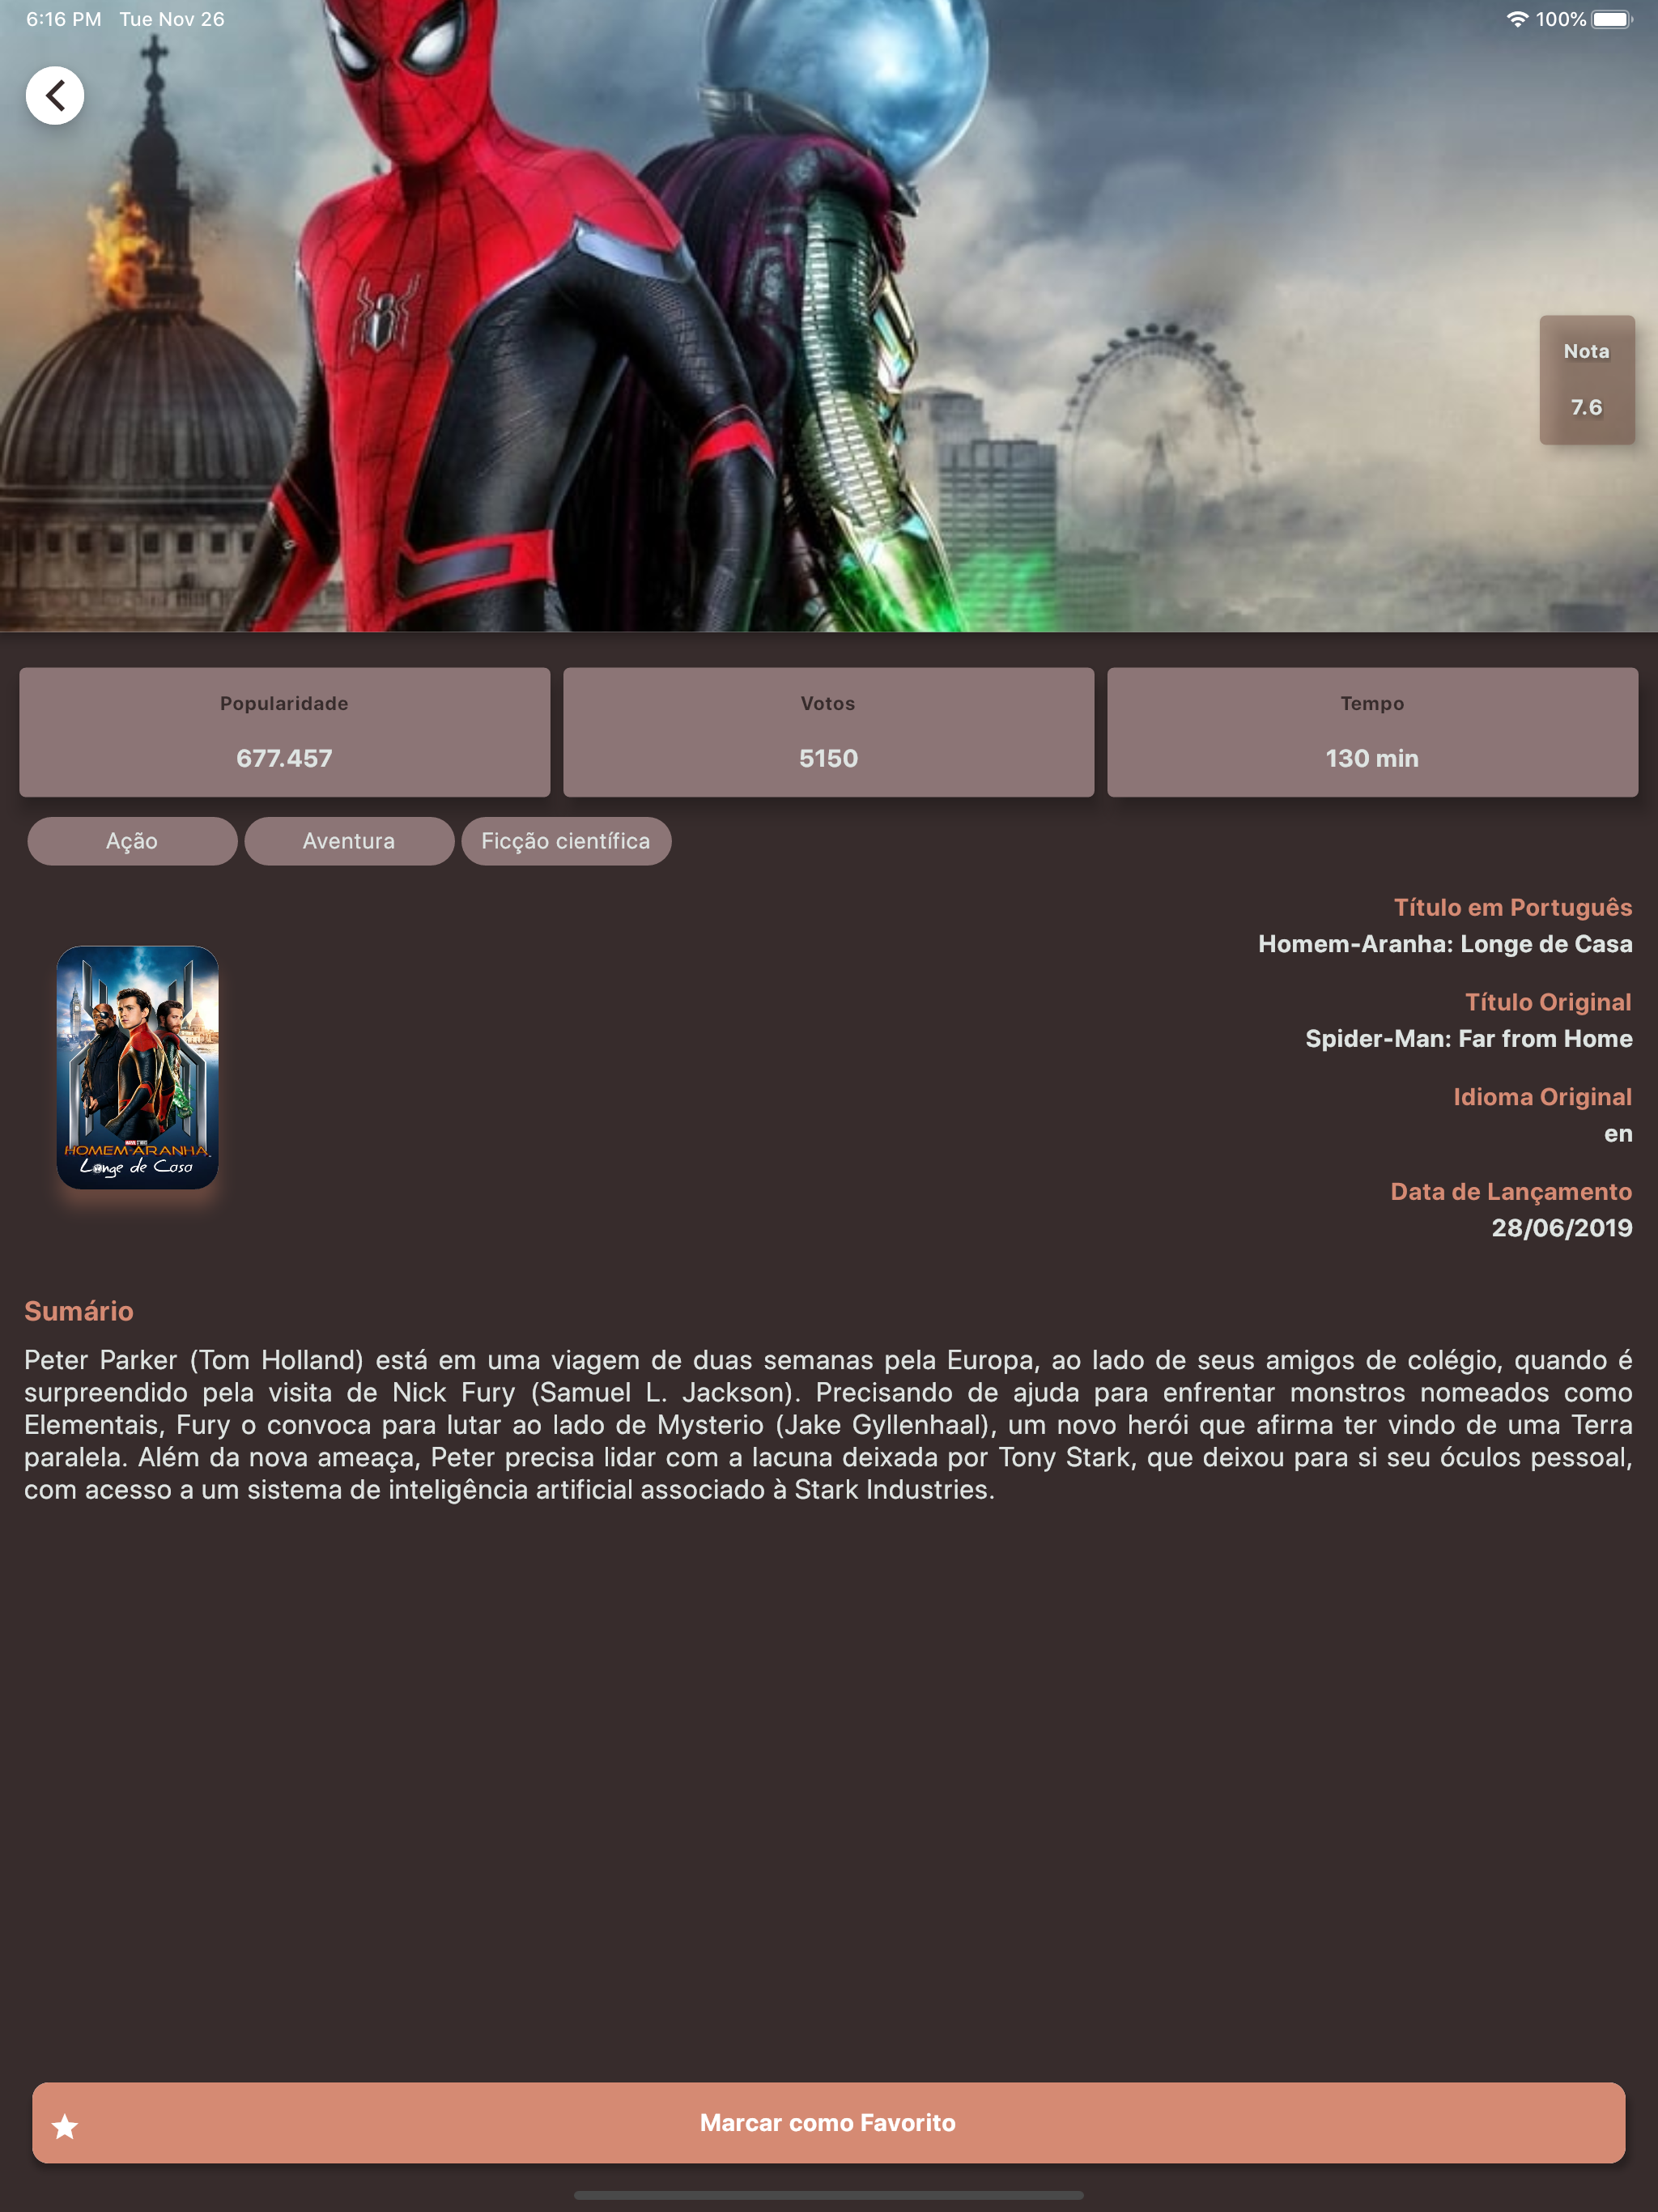 6:16 PM Tue Nov 26
100%
Nota
7.6
Popularidade
677.457
Votos
5150
Tempo
130 min
Ação
Aventura
Ficção científica
Título em Português
Homem-Aranha: Longe de Casa
Título Original
Spider-Man: Far from Home
Idioma Original
en
Data de Lançamento
28/06/2019
HOMEM-ARANHA
Longe de Casa
Sumário
Peter Parker (Tom Holland) está em uma viagem de duas semanas pela Europa, ao lado de seus amigos de colégio, quando é
surpreendido pela visita de Nick Fury (Samuel L. Jackson). Precisando de ajuda para enfrentar monstros nomeados como
Elementais, Fury o convoca para lutar ao lado de Mysterio (Jake Gyllenhaal), um novo herói que afirma ter vindo de uma Terra
paralela. Além da nova ameaça, Peter precisa lidar com a lacuna deixada por Tony Stark, que deixou para si seu óculos pessoal,
com acesso a um sistema de inteligência artificial associado à Stark Industries.
Marcar como Favorito